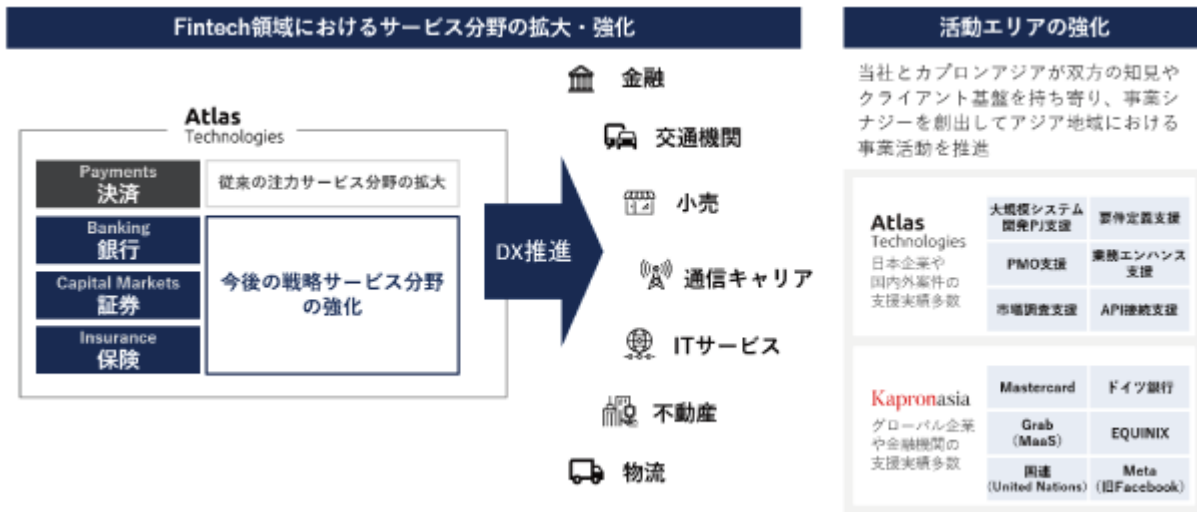 Fintech領域におけるサービス分野の拡大・強化
Atlas
Technologies
Payments
決済
従来の注力サービス分野の拡大
Banking
銀行
Capital Markets
証券
Insurance
保険
今後の戦略サービス分野
の強化
DX推進
金融
交通機関
小売
通信キャリア
ITサービス
不動産
物流
活動エリアの強化
当社とカプロンアジアが双方の知見や
クライアント基盤を持ち寄り、事業シ
ナジーを創出してアジア地域における
事業活動を推進
Atlas
Technologies
日本企業や
国内外案件の
支援実績多数
大規模システム
開発PJ支援
要件定義支援
PMO支援
業務エンハンス
支援
市場調査支援
API接続支援
Kapronasia
グローバル企業
や金融機関の
支援実績多数
Mastercard
ドイツ銀行
Grab
(MaaS)
EQUINIX
国連
(United Nations)
Meta
(旧Facebook)